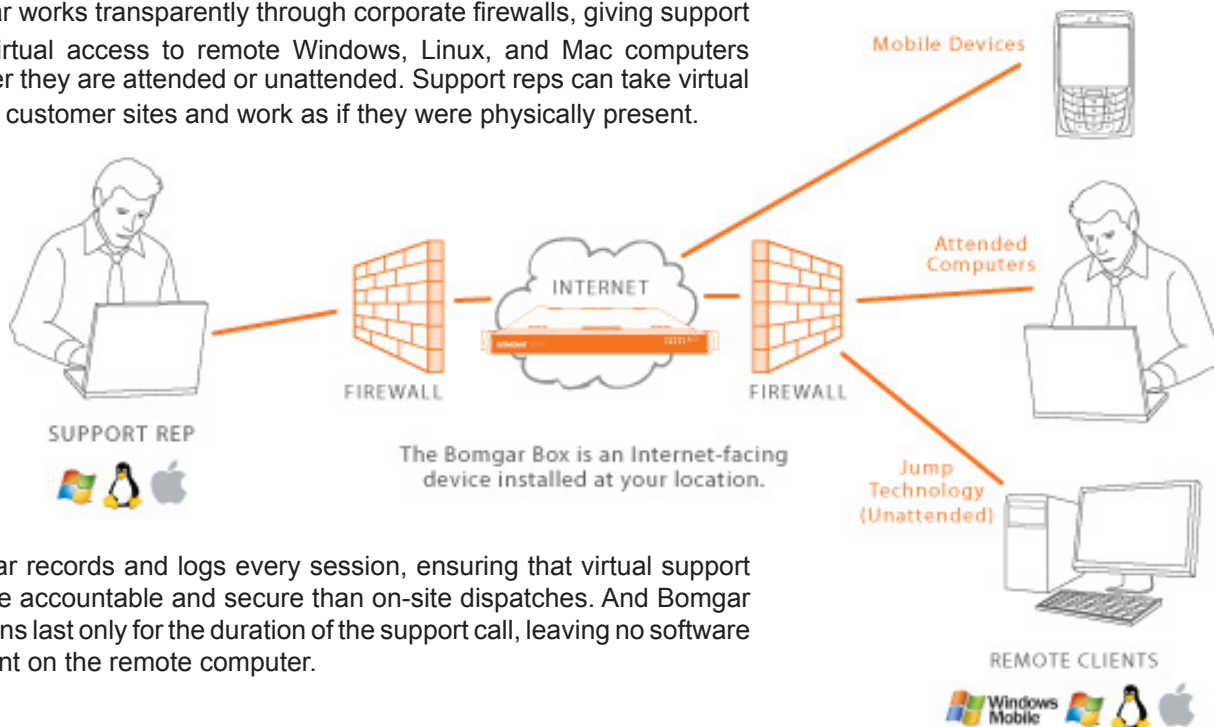 ar works transparently through corporate firewalls, giving support
irtual access to remote Windows, Linux, and Mac computers
er they are attended or unattended. Support reps can take virtual
customer sites and work as if they were physically present.
Mobile Devices
INTERNET
BOMGAR
FIREWALL
FIREWALL
Attended
Computers
SUPPORT REP
The Bomgar Box is an Internet-facing
device installed at your location.
Jump
Technology
(Unattended)
ar records and logs every session, ensuring that virtual support
e accountable and secure than on-site dispatches. And Bomgar
ns last only for the duration of the support call, leaving no software
nt on the remote computer.
REMOTE CLIENTS
Windows
Mobile